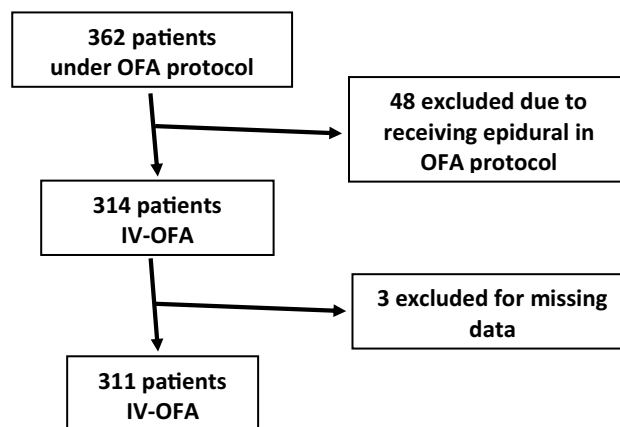 362 patients
under OFA protocol
48 excluded due to
receiving epidural in
OFA protocol
314 patients
IV-OFA
3 excluded for missing
data
311 patients
IV-OFA